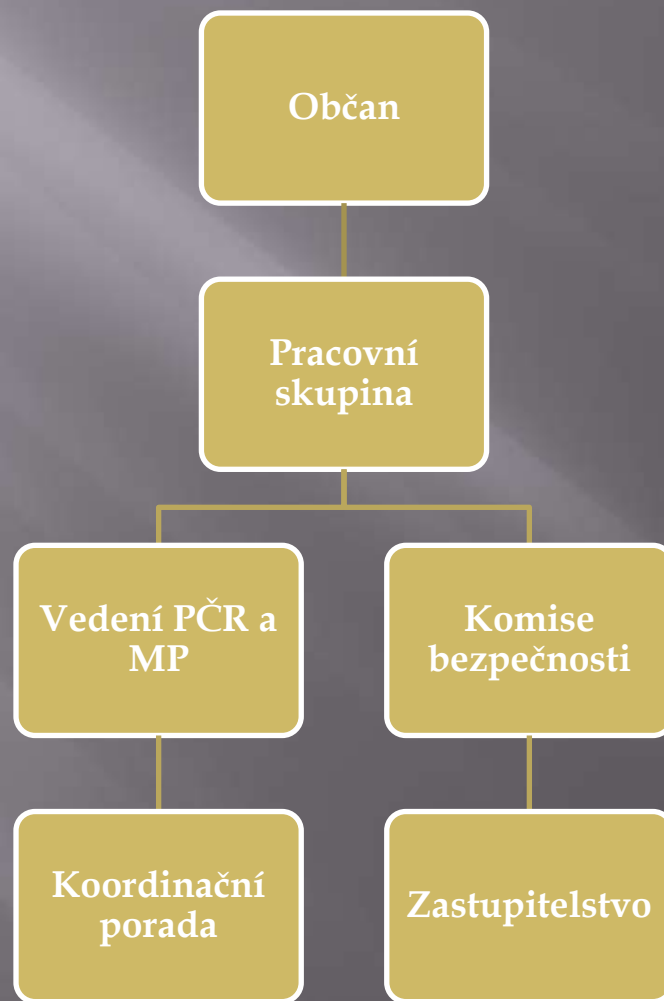 Občan
Pracovní
skupina
Vedení PČR a
MP
Komise
bezpečnosti
Koordinační
porada
Zastupitelstvo